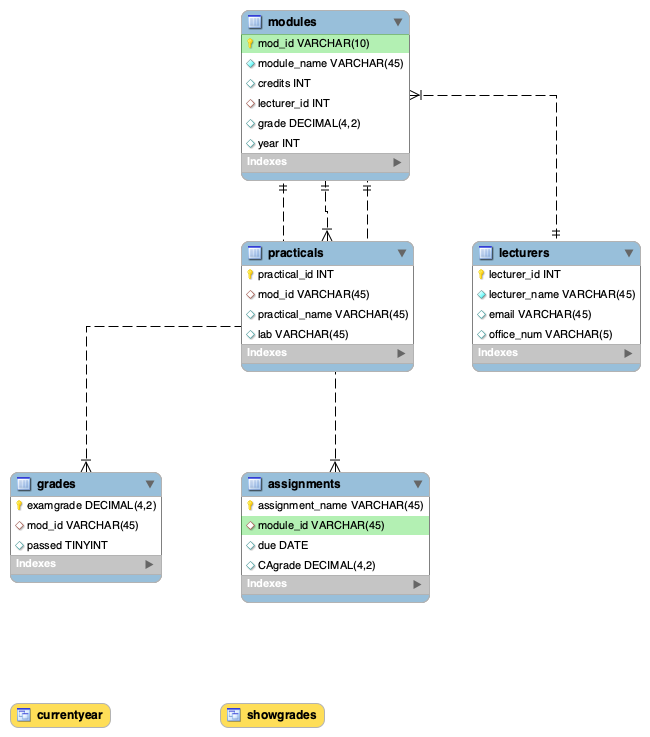 modules
mod_id VARCHAR(10)
module_name VARCHAR(45)
credits INT
lecturer_id INT
grade DECIMAL(4,2)
year INT
Indexes
practicals
practical_id INT
mod_id VARCHAR(45)
practical_name VARCHAR(45)
lab VARCHAR(45)
Indexes
lecturers
lecturer_id INT
lecturer_name VARCHAR(45)
email VARCHAR(45)
office_num VARCHAR(5)
Indexes
grades
examgrade DECIMAL(4,2)
mod_id VARCHAR(45)
passed TINYINT
Indexes
assignments
assignment_name VARCHAR(45)
module_id VARCHAR(45)
due DATE
CAgrade DECIMAL(4,2)
Indexes
currentyear
showgrades